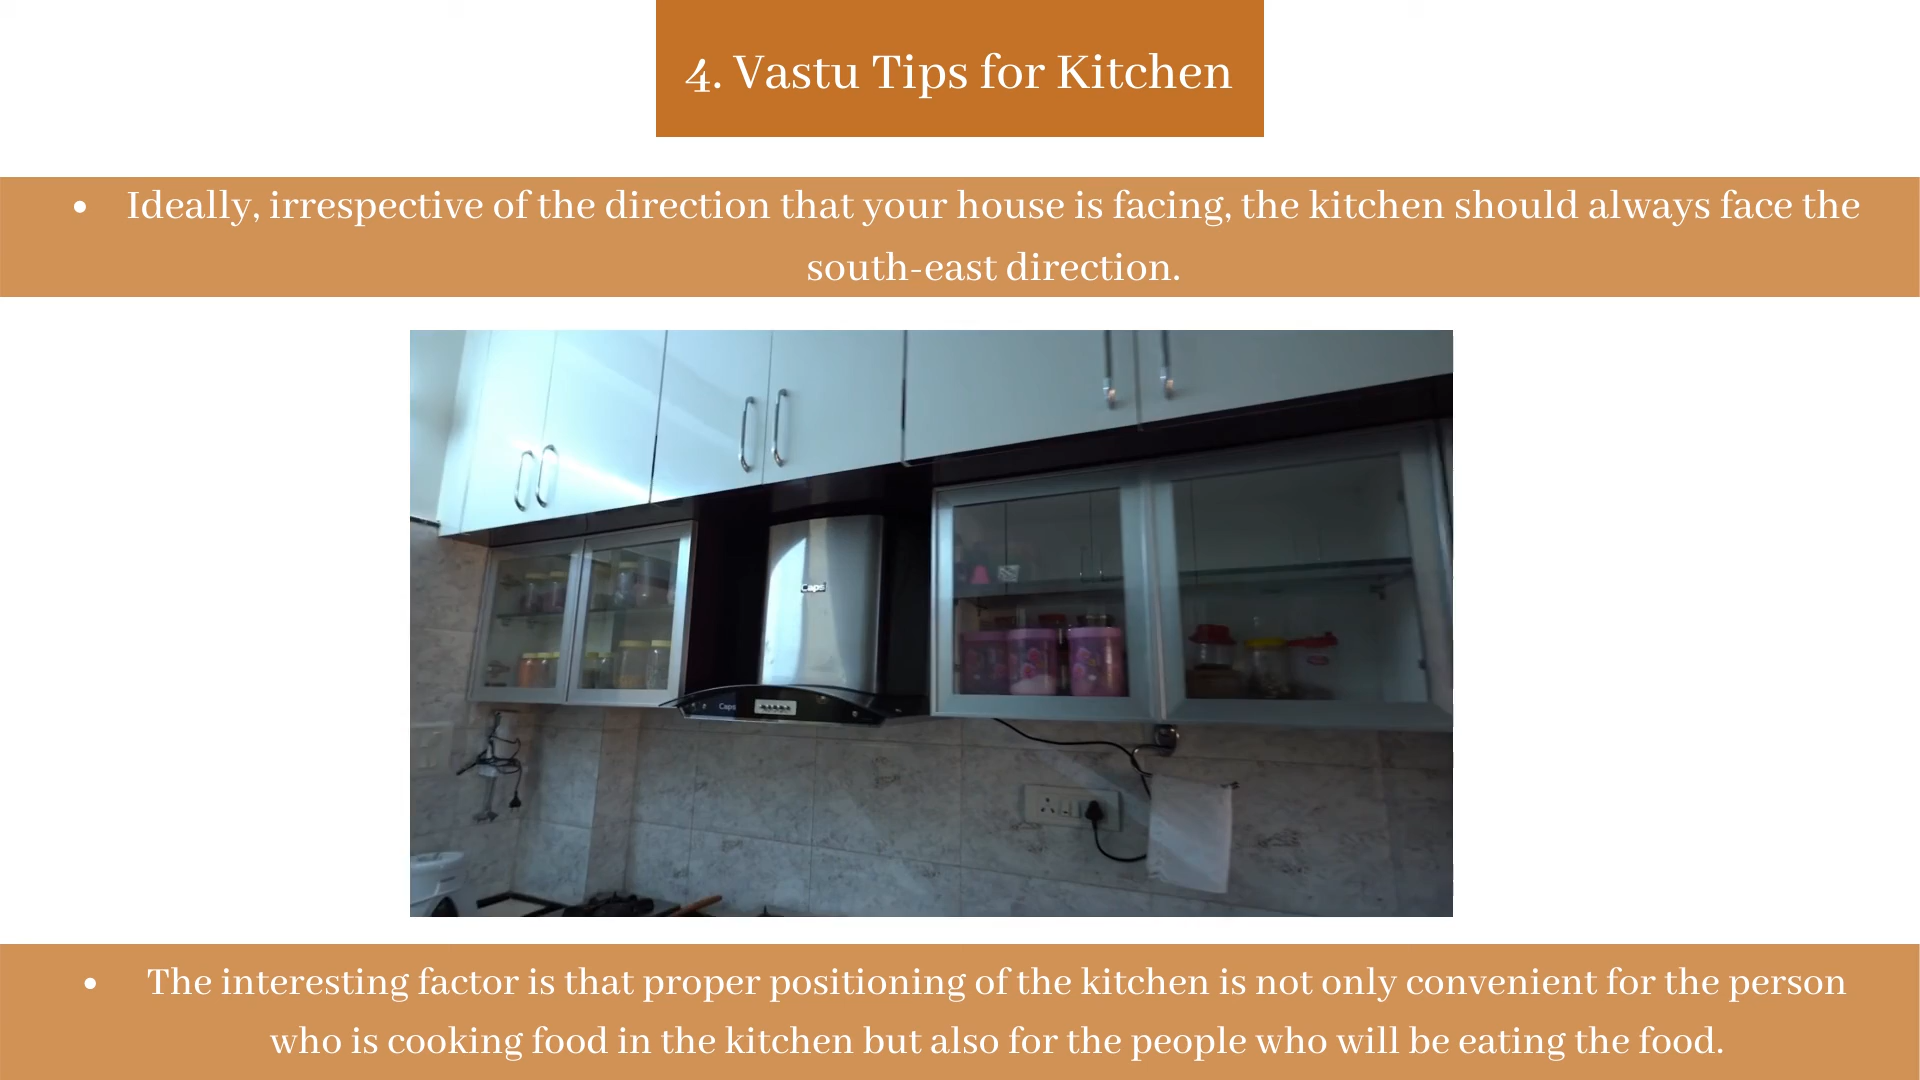 4. Vastu Tips for Kitchen
• Ideally, irrespective of the direction that your house is facing, the kitchen should always face the
south-east direction.
Caps
Caps
• The interesting factor is that proper positioning of the kitchen is not only convenient for the person
who is cooking food in the kitchen but also for the people who will be eating the food.